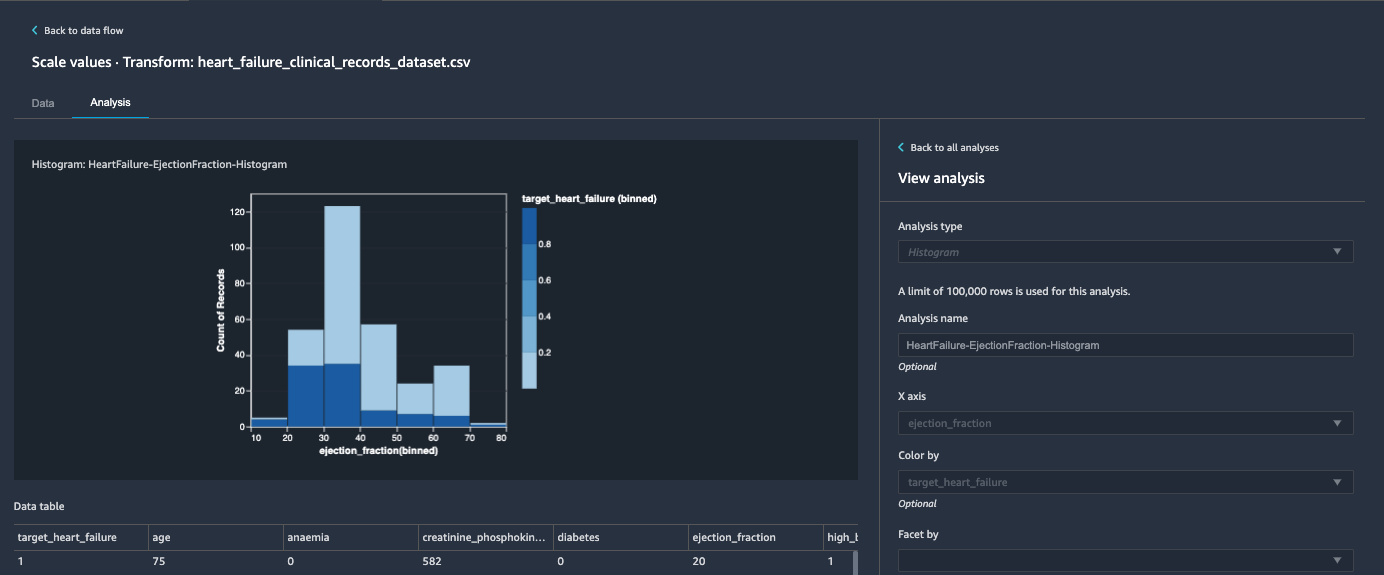 Back to data flow
Scale values · Transform: heart_failure_clinical_records_dataset.csv
Data Analysis
Histogram: HeartFailure-EjectionFraction-Histogram
target_heart_failure (binned)
120
100
80
60
40
20
0
Count of Records
10 20 30 40 50 60 70 80
ejection_fraction(binned)
0.8
0.6
0.4
0.2
Data table
target_heart_failure age anaemia creatinine_phosphokin... diabetes ejection_fraction
1 75 0 582 0 20 1
Back to all analyses
View analysis
Analysis type
Histogram
A limit of 100,000 rows is used for this analysis.
Analysis name
HeartFailure-EjectionFraction-Histogram
Optional
X axis
ejection_fraction
Color by
target_heart_failure
Optional
Facet by